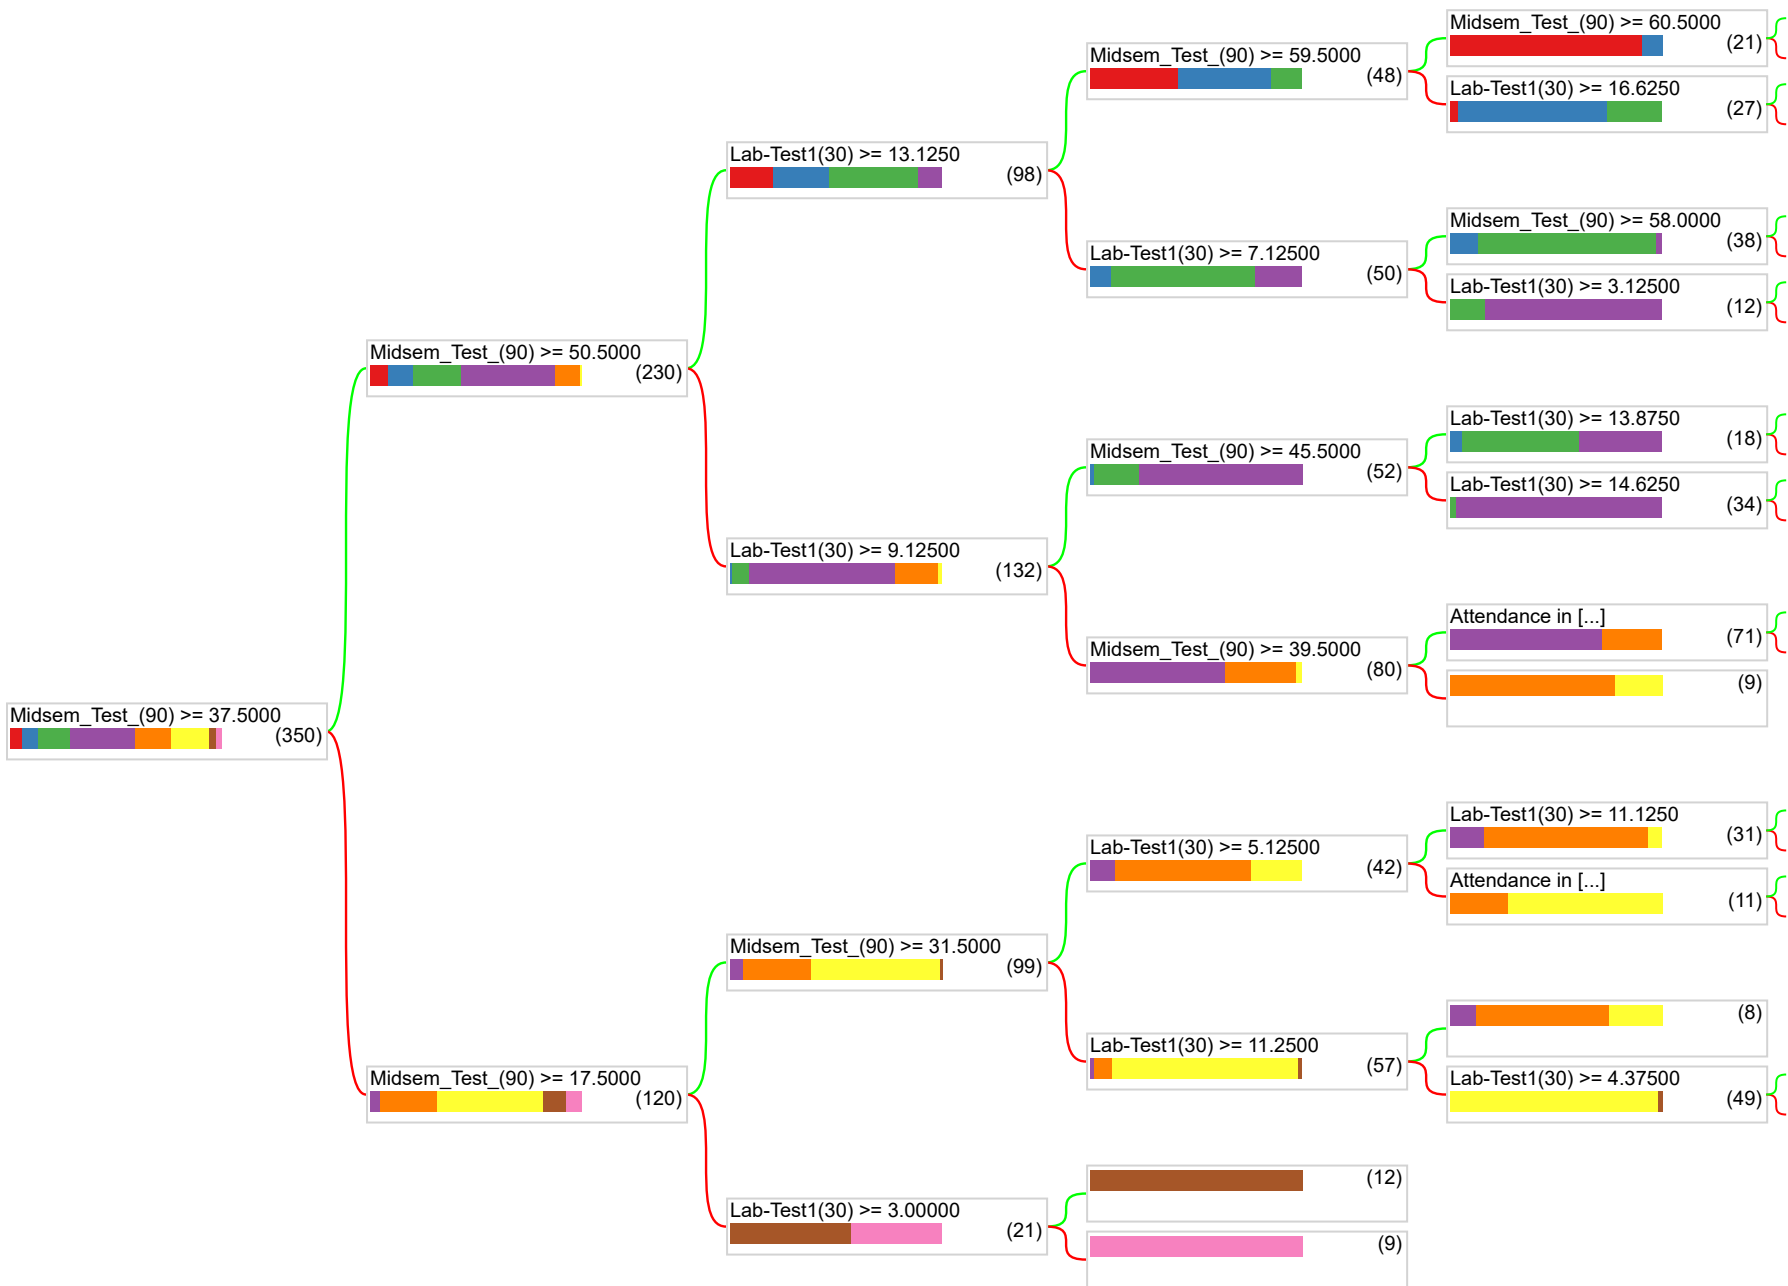 Midsem_Test_(90) >= 60.5000
(21)
Midsem_Test_(90) >= 59.5000
(48)
Lab-Test1(30) >= 16.6250
(27)
Lab-Test1(30) >= 13.1250
(98)
Midsem_Test_(90) >= 58.0000
(38)
Lab-Test1(30) >= 7.12500
(50)
Lab-Test1(30) >= 3.12500
(12)
Midsem_Test_(90) >= 50.5000
(230)
Lab-Test1(30) >= 13.8750
(18)
Midsem_Test_(90) >= 45.5000
(52)
Lab-Test1(30) >= 14.6250
(34)
Lab-Test1(30) >= 9.12500
(132)
Attendance in [...]
(71)
Midsem_Test_(90) >= 39.5000
(80)
(9)
Midsem_Test_(90) >= 37.5000
(350)
Lab-Test1(30) >= 11.1250
(31)
Lab-Test1(30) >= 5.12500
(42)
Attendance in [...]
(11)
Midsem_Test_(90) >= 31.5000
(99)
(8)
Lab-Test1(30) >= 11.2500
(57)
Lab-Test1(30) >= 4.37500
(49)
Midsem_Test_(90) >= 17.5000
(120)
(12)
Lab-Test1(30) >= 3.00000
(21)
(9)